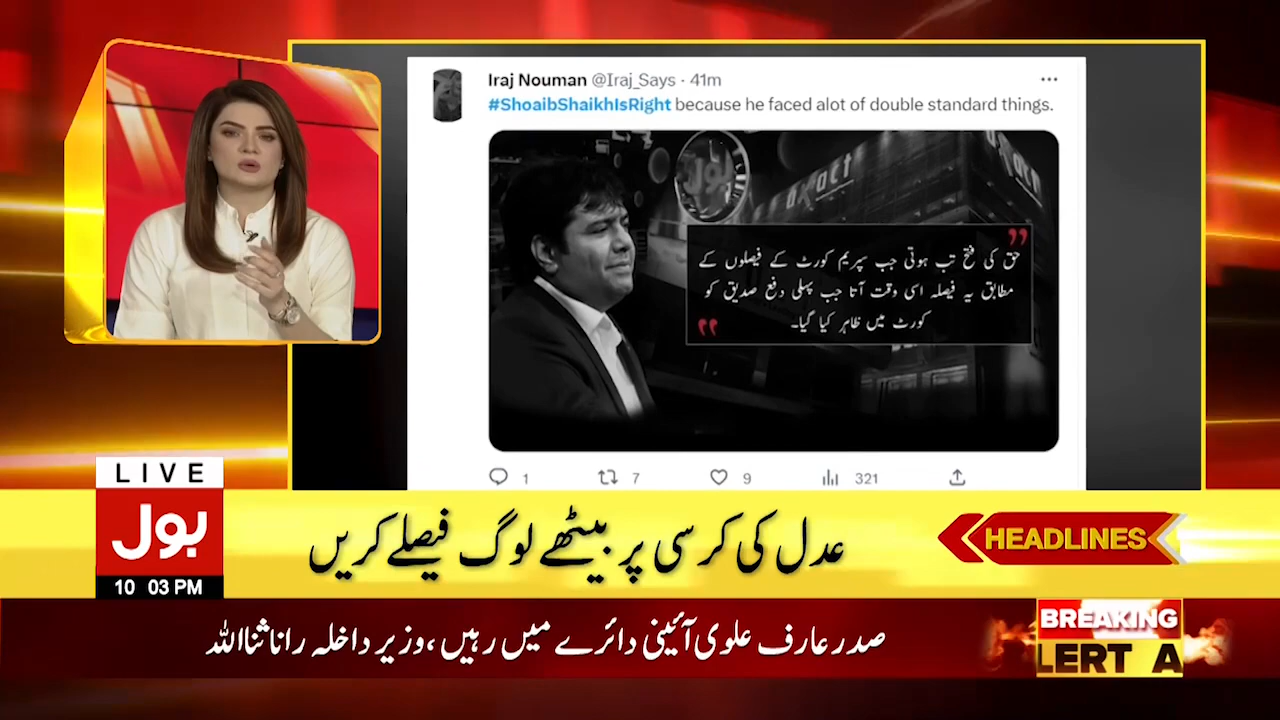 Iraj Nouman @Iraj_Says · 41m
#ShoaibShaikhIsRight because he faced alot of double standard things.
بول
axact
حق کی فتح تب ہوتی جب سپریم کورٹ کے فیصلوں کے
مطابق یہ فیصلہ اسی وقت آتا جب پہلی دفع صدیق کو
کورٹ میں ظاہر کیا گیا۔
1 7 9 321
LIVE
بول
10 03 PM
عدل کی کرسی پر بیٹھے لوگ فیصلے کریں
HEADLINES
صدر عارف علوی آئینی دائرے میں رہیں، وزیر داخلہ رانا ثنااللہ
BREAKING
LERT A